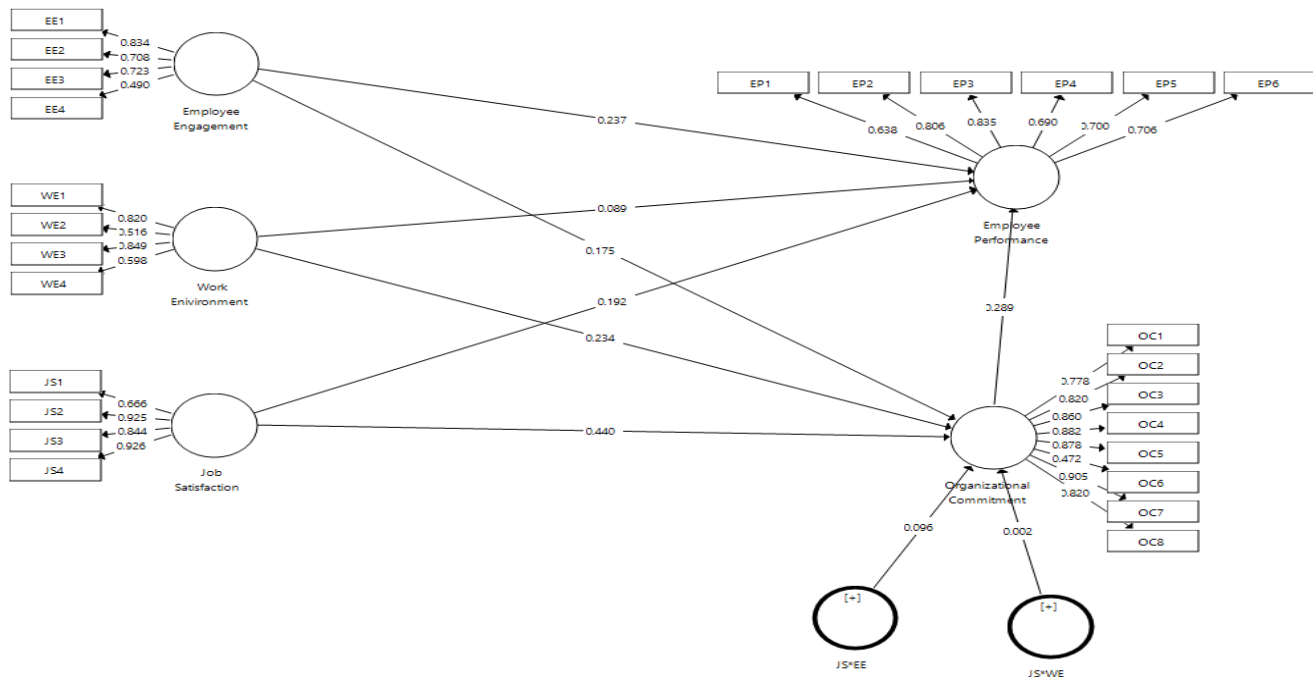 EE1
EE2
EE3
EE4
0.834
0.708
0.723
0.490
Employee
Engagement
WE1
WE2
WE3
WE4
0.820
0.516
0.849
0.598
Work
Enivironment
JS1
JS2
JS3
JS4
0.666
0.925
0.844
0.926
Job
Satisfaction
0.237
0.089
0.175
0.192
0.234
0.440
EP1
EP2
EP3
EP4
EP5
EP6
0.638
0.806
0.835
0.690
0.700
0.706
Employee
Performance
0.289
OC1
OC2
OC3
OC4
OC5
OC6
OC7
OC8
0.778
0.820
0.860
0.882
0.878
0.472
0.905
0.820
Organizational
Commitment
0.096
0.002
[+]
JS*EE
[+]
JS*WE